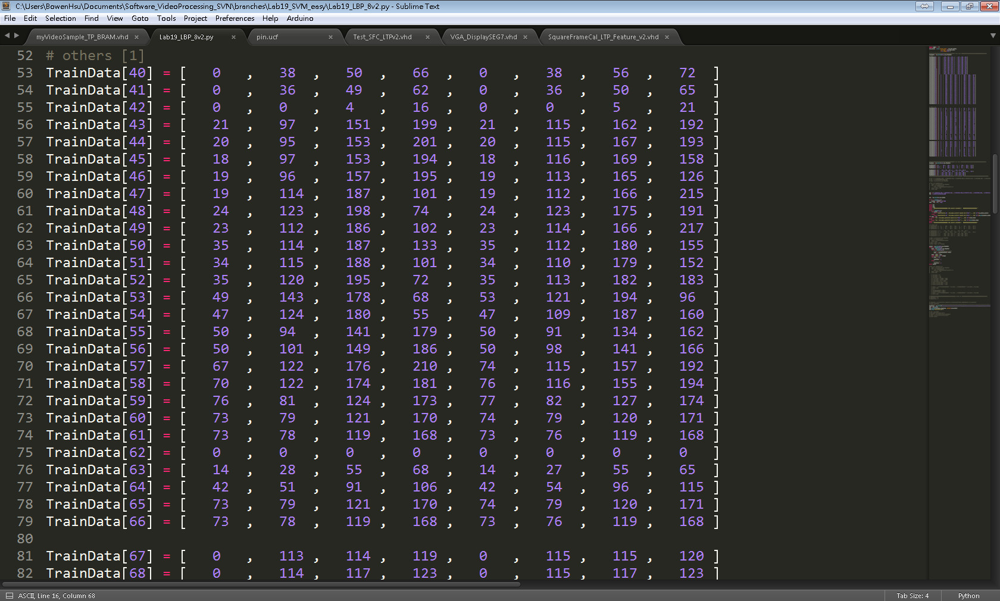 C:\Users\BowenHsu\Documents\Software_VideoProcessing_SVN\branches\Lab19_SVM_easy\Lab19_LBP_8v2.py - Sublime Text
File Edit Selection Find View Goto Tools Project Preferences Help Arduino
myVideoSample_TP_BRAM.vhd × Lab19_LBP_8v2.py × pin.ucf × Test_SFC_LTPv2.vhd × VGA_DisplaySEG7.vhd × SquareFrameCal_LTP_Feature_v2.vhd ×
52 # others [1]
53 TrainData[40] = [ 0 , 38 , 50 , 66 , 0 , 38 , 56 , 72 ]
54 TrainData[41] = [ 0 , 36 , 49 , 62 , 0 , 36 , 50 , 65 ]
55 TrainData[42] = [ 0 , 0 , 4 , 16 , 0 , 0 , 5 , 21 ]
56 TrainData[43] = [ 21 , 97 , 151 , 199 , 21 , 115 , 162 , 192 ]
57 TrainData[44] = [ 20 , 95 , 153 , 201 , 20 , 115 , 167 , 193 ]
58 TrainData[45] = [ 18 , 97 , 153 , 194 , 18 , 116 , 169 , 158 ]
59 TrainData[46] = [ 19 , 96 , 157 , 195 , 19 , 113 , 165 , 126 ]
60 TrainData[47] = [ 19 , 114 , 187 , 101 , 19 , 112 , 166 , 215 ]
61 TrainData[48] = [ 24 , 123 , 198 , 74 , 24 , 123 , 175 , 191 ]
62 TrainData[49] = [ 23 , 112 , 186 , 102 , 23 , 114 , 166 , 217 ]
63 TrainData[50] = [ 35 , 114 , 187 , 133 , 35 , 112 , 180 , 155 ]
64 TrainData[51] = [ 34 , 115 , 188 , 101 , 34 , 110 , 179 , 152 ]
65 TrainData[52] = [ 35 , 120 , 195 , 72 , 35 , 113 , 182 , 183 ]
66 TrainData[53] = [ 49 , 143 , 178 , 68 , 53 , 121 , 194 , 96 ]
67 TrainData[54] = [ 47 , 124 , 180 , 55 , 47 , 109 , 187 , 160 ]
68 TrainData[55] = [ 50 , 94 , 141 , 179 , 50 , 91 , 134 , 162 ]
69 TrainData[56] = [ 50 , 101 , 149 , 186 , 50 , 98 , 141 , 166 ]
70 TrainData[57] = [ 67 , 122 , 176 , 210 , 74 , 115 , 157 , 192 ]
71 TrainData[58] = [ 70 , 122 , 174 , 181 , 76 , 116 , 155 , 194 ]
72 TrainData[59] = [ 76 , 81 , 124 , 173 , 77 , 82 , 127 , 174 ]
73 TrainData[60] = [ 73 , 79 , 121 , 170 , 74 , 79 , 120 , 171 ]
74 TrainData[61] = [ 73 , 78 , 119 , 168 , 73 , 76 , 119 , 168 ]
75 TrainData[62] = [ 0 , 0 , 0 , 0 , 0 , 0 , 0 , 0 ]
76 TrainData[63] = [ 14 , 28 , 55 , 68 , 14 , 27 , 55 , 65 ]
77 TrainData[64] = [ 42 , 51 , 91 , 106 , 42 , 54 , 96 , 115 ]
78 TrainData[65] = [ 73 , 79 , 121 , 170 , 74 , 79 , 120 , 171 ]
79 TrainData[66] = [ 73 , 78 , 119 , 168 , 73 , 76 , 119 , 168 ]
80
81 TrainData[67] = [ 0 , 113 , 114 , 119 , 0 , 115 , 115 , 120 ]
82 TrainData[68] = [ 0 , 114 , 117 , 123 , 0 , 115 , 117 , 123 ]
ASCII, Line 16, Column 68 Tab Size: 4 Python